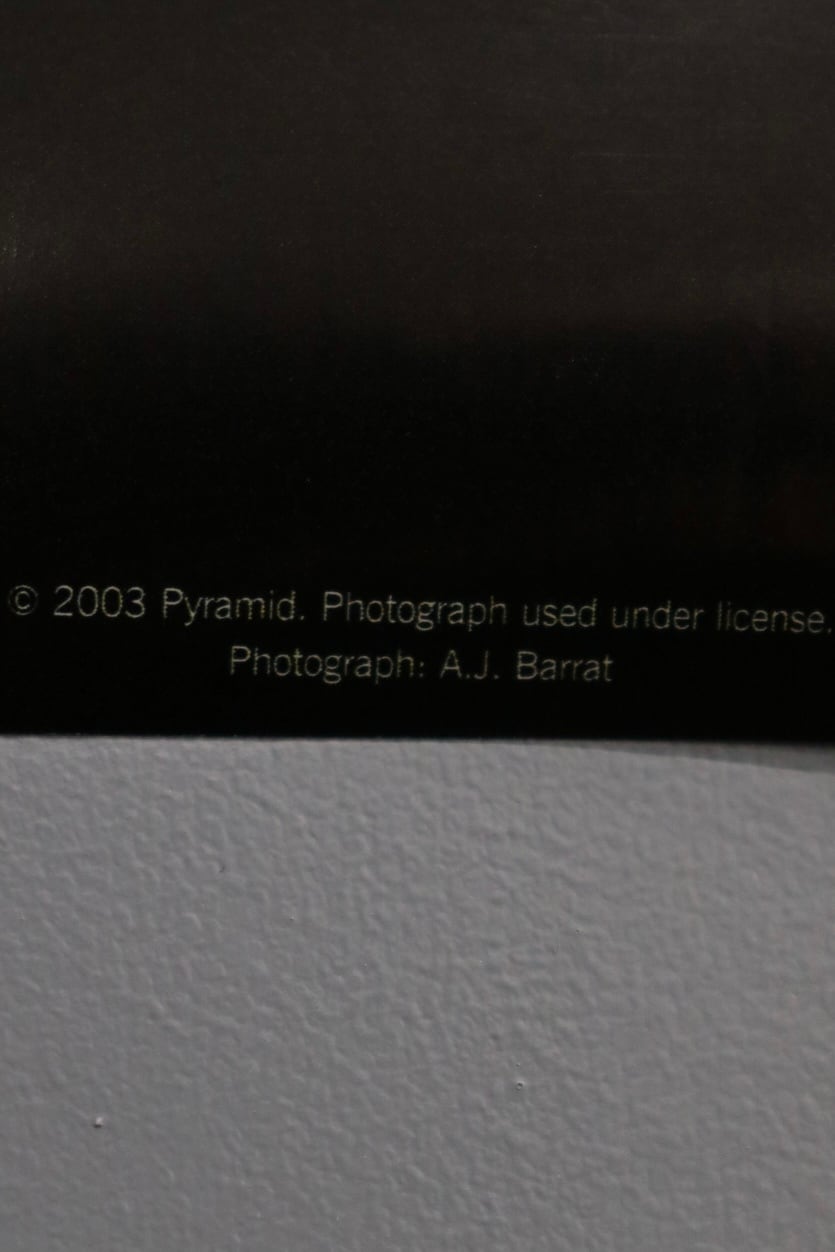 © 2003 Pyramid. Photograph used under license.
Photograph: A.J. Barrat